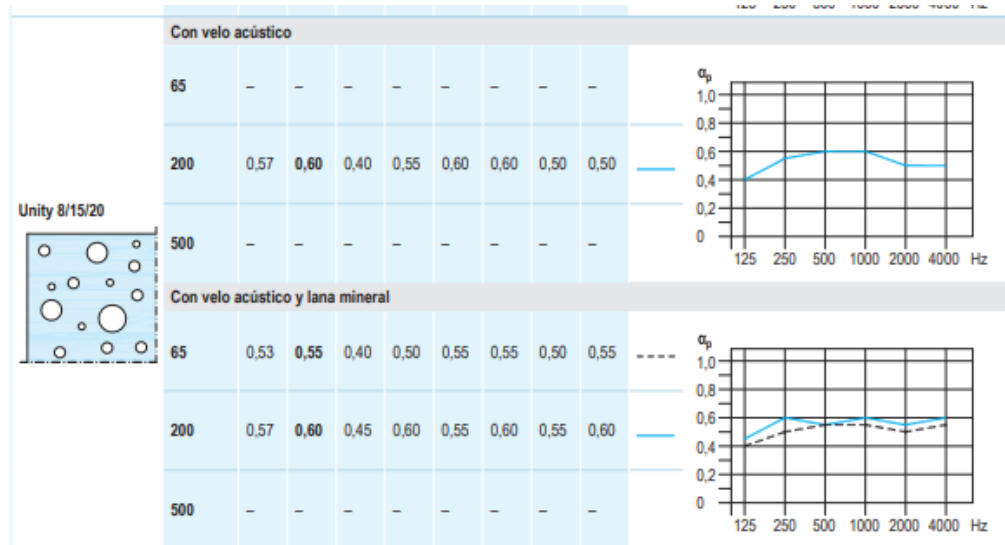 Con velo acústico
65 – – – – – – – –
200 0,57 0,60 0,40 0,55 0,60 0,60 0,50 0,50
500 – – – – – – – –
αp
1,0
0,8
0,6
0,4
0,2
0
125 250 500 1000 2000 4000 Hz
Unity 8/15/20
Con velo acústico y lana mineral
65 0,53 0,55 0,40 0,50 0,55 0,55 0,50 0,55
200 0,57 0,60 0,45 0,60 0,55 0,60 0,55 0,60
500 – – – – – – – –
αp
1,0
0,8
0,6
0,4
0,2
0
125 250 500 1000 2000 4000 Hz